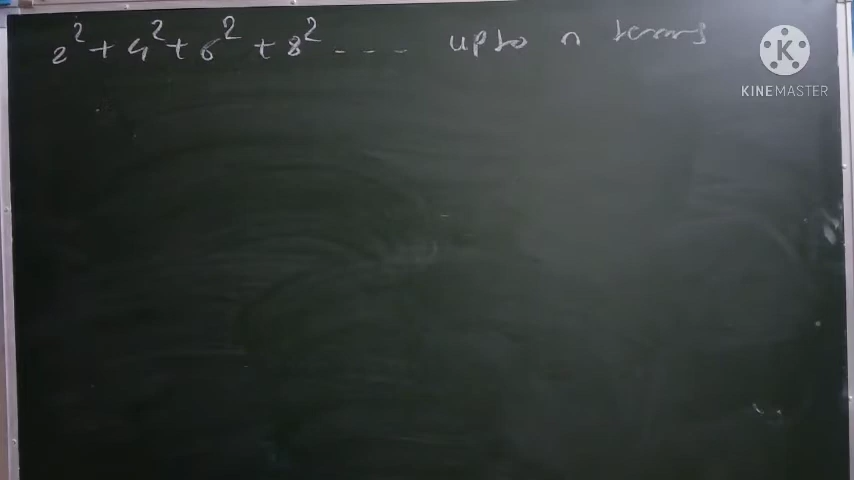 2² + 4² + 6² + 8² - - - upto n terms
K
KINEMASTER